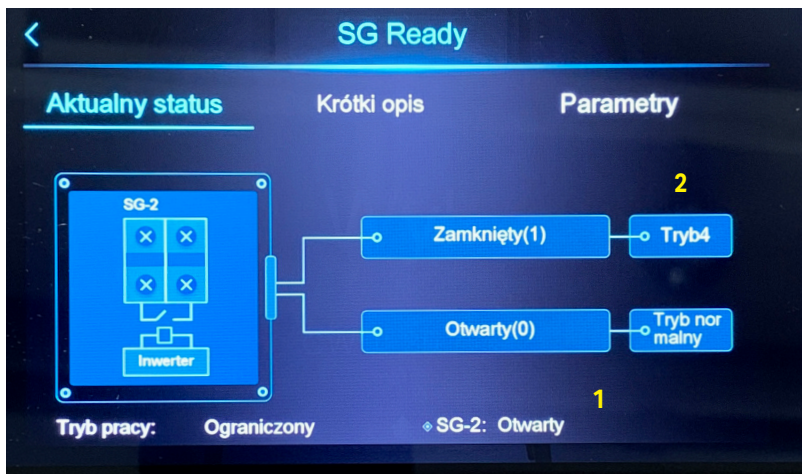 SG Ready
Aktualny status
Krótki opis
Parametry
2
SG-2
Zamknięty(1)
Tryb4
Otwarty(0)
Tryb nor
malny
Inwerter
1
Tryb pracy:
Ograniczony
SG-2: Otwarty